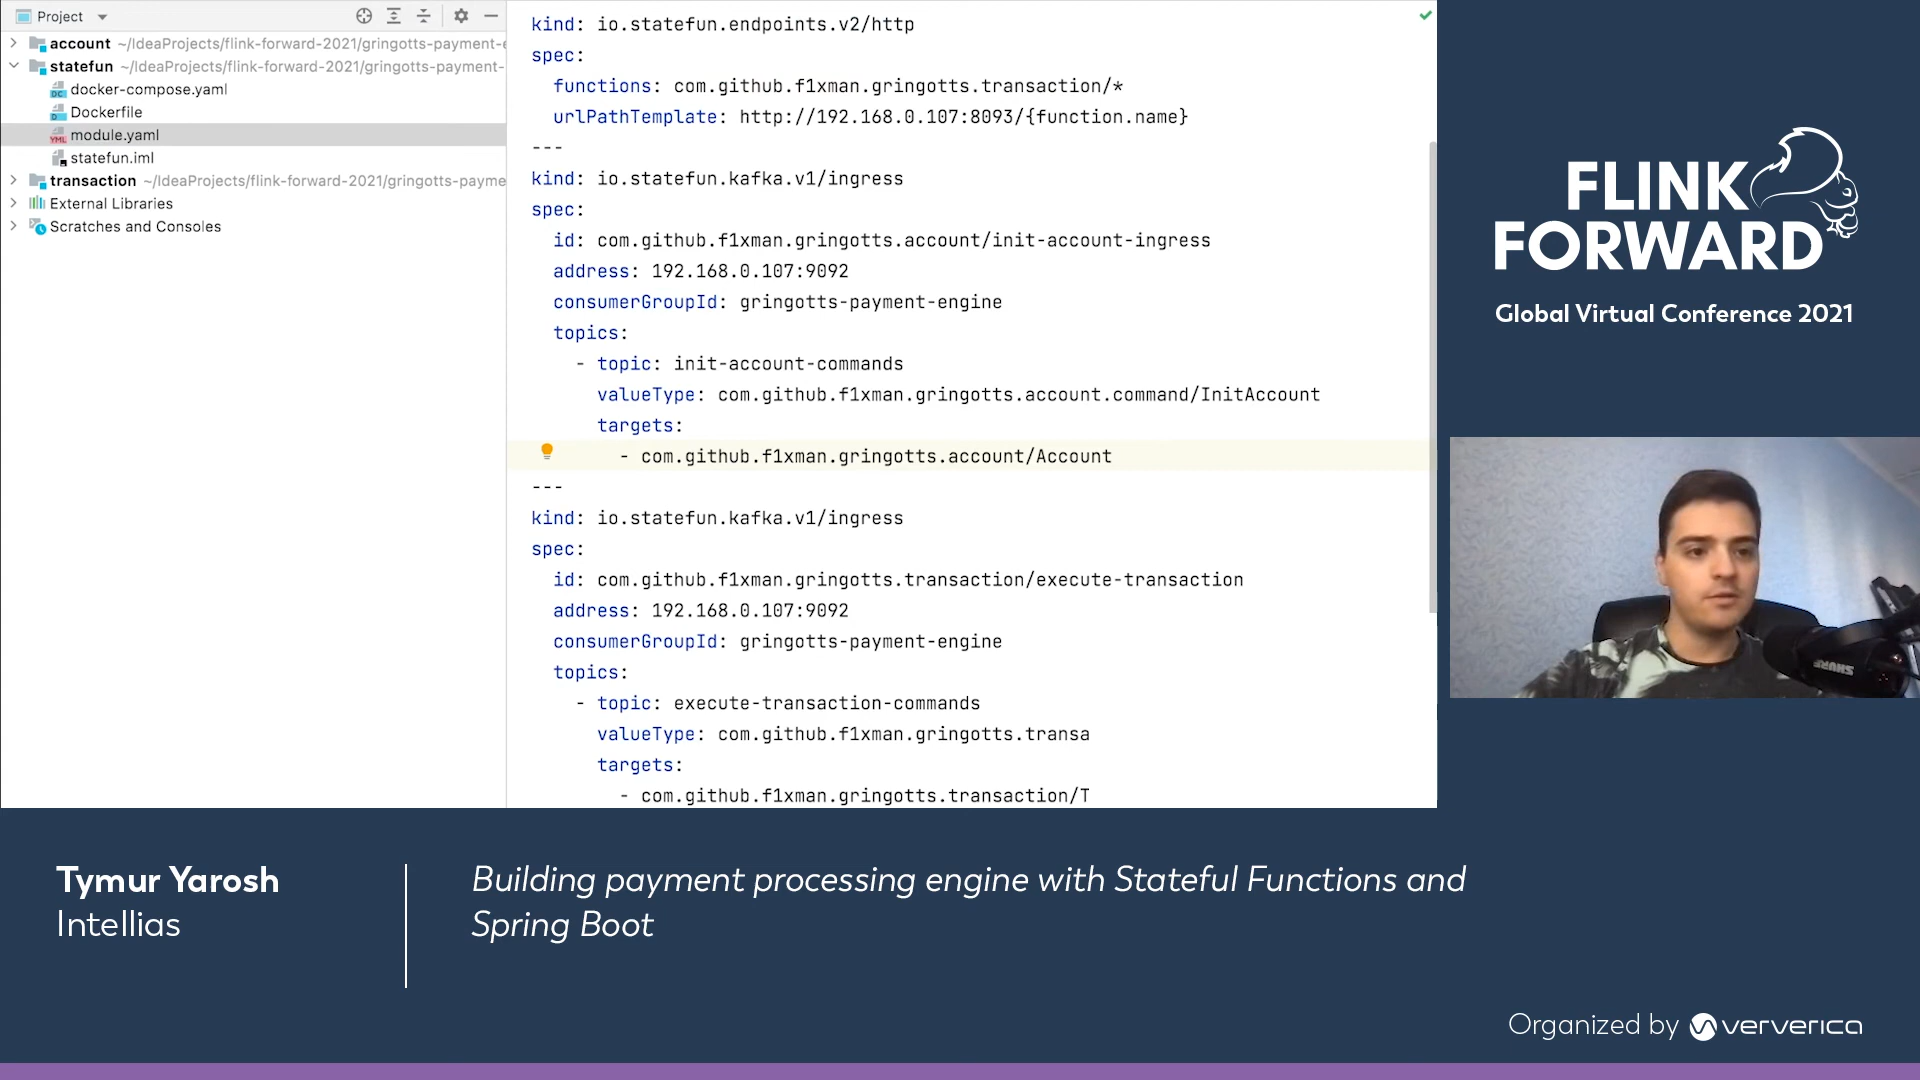 Project
account ~/IdeaProjects/flink-forward-2021/gringotts-payment-e
statefun ~/IdeaProjects/flink-forward-2021/gringotts-payment-
docker-compose.yaml
Dockerfile
module.yaml
statefun.iml
transaction ~/IdeaProjects/flink-forward-2021/gringotts-payme
External Libraries
Scratches and Consoles
kind: io.statefun.endpoints.v2/http
spec:
functions: com.github.f1xman.gringotts.transaction/*
urlPathTemplate: http://192.168.0.107:8093/{function.name}
---
kind: io.statefun.kafka.v1/ingress
spec:
id: com.github.f1xman.gringotts.account/init-account-ingress
address: 192.168.0.107:9092
consumerGroupId: gringotts-payment-engine
topics:
- topic: init-account-commands
valueType: com.github.f1xman.gringotts.account.command/InitAccount
targets:
- com.github.f1xman.gringotts.account/Account
---
kind: io.statefun.kafka.v1/ingress
spec:
id: com.github.f1xman.gringotts.transaction/execute-transaction
address: 192.168.0.107:9092
consumerGroupId: gringotts-payment-engine
topics:
- topic: execute-transaction-commands
valueType: com.github.f1xman.gringotts.transa
targets:
- com.github.f1xman.gringotts.transaction/T
FLINK
FORWARD
Global Virtual Conference 2021
SHURE
Tymur Yarosh
Intellias
Building payment processing engine with Stateful Functions and
Spring Boot
Organized by ververica